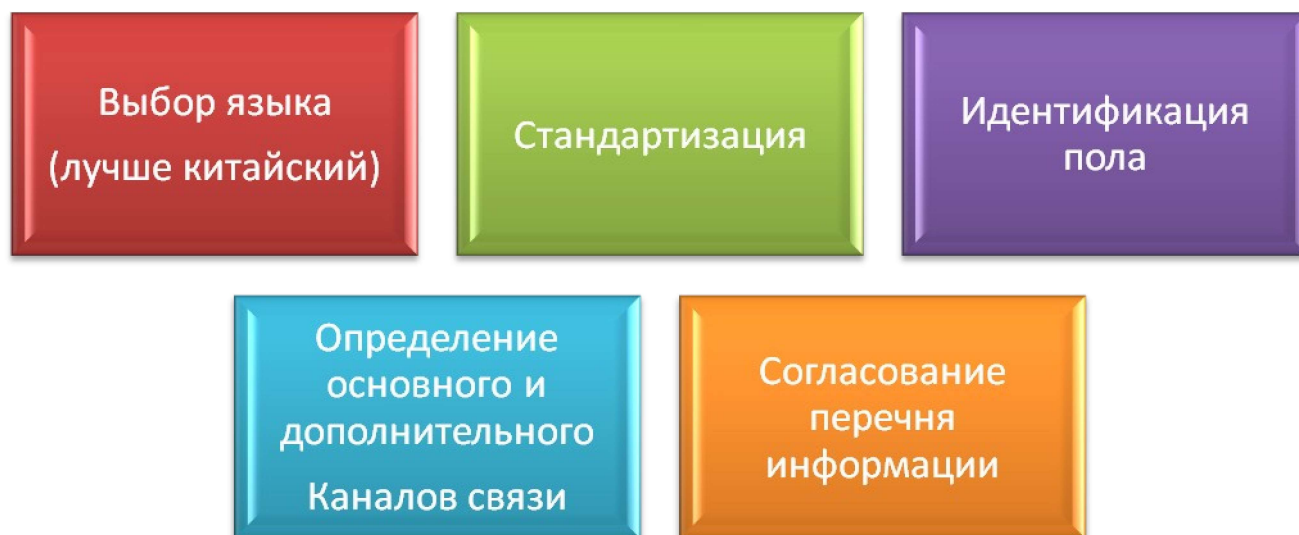 Выбор языка
(лучше китайский)
Стандартизация
Идентификация
пола
Определение
основного и
дополнительного
Каналов связи
Согласование
перечня
информации